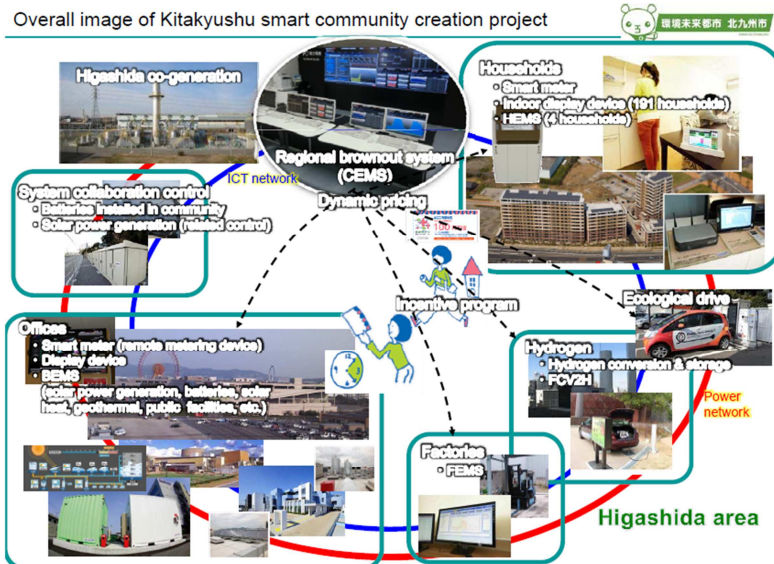 Overall image of Kitakyushu smart community creation project
環境未来都市 北九州市
Higashida co-generation
Regional brownout system
(CEMS)
ICT network
Dynamic pricing
Households
・Smart meter
・Indoor display device (191 households)
・HEMS (4 households)
System collaboration control
・Batteries installed in community
・Solar power generation (related control)
Incentive program
Ecological drive
Offices
・Smart meter (remote metering device)
・Display device
・BEMS
(solar power generation, batteries, solar
heat, geothermal, public facilities, etc.)
Hydrogen
・Hydrogen conversion & storage
・FCV2H
Power
network
Factories
・FEMS
Higashida area